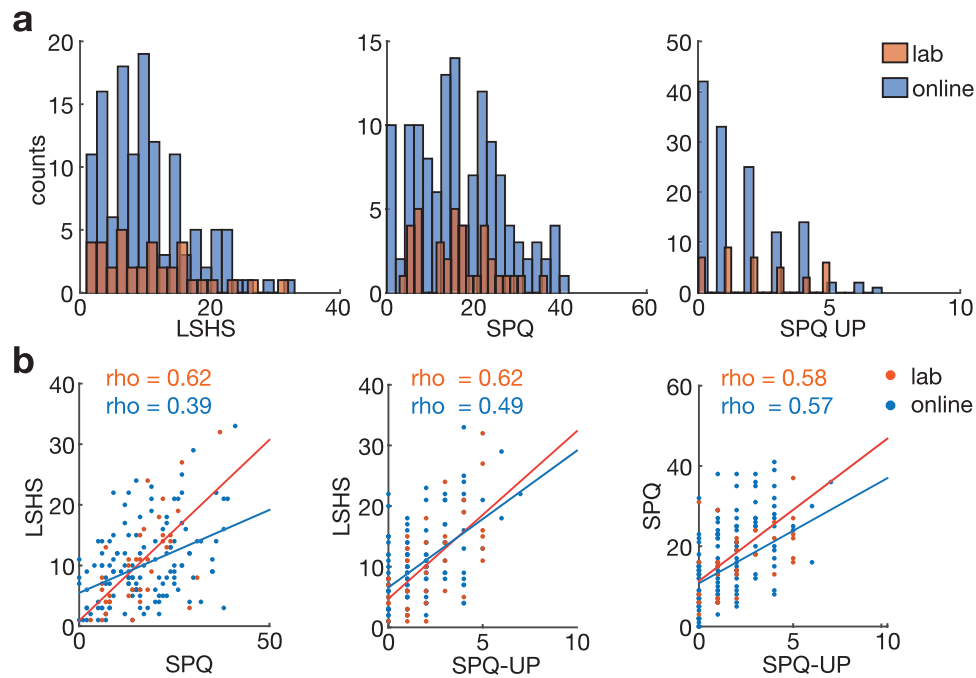 a
20
15
10
5
0
counts
0
20
40
LSHS
15
10
5
0
0
20
40
60
SPQ
50
40
30
20
10
0
0
5
10
SPQ UP
lab
online
b
rho = 0.62
rho = 0.39
40
30
20
10
0
LSHS
0
50
SPQ
rho = 0.62
rho = 0.49
40
30
20
10
0
LSHS
0
5
10
SPQ-UP
rho = 0.58
rho = 0.57
60
40
20
0
SPQ
0
5
10
SPQ-UP
lab
online